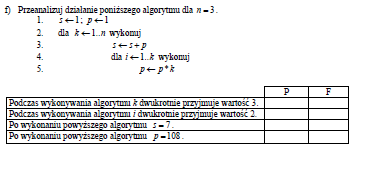 f) Przeanalizuj działanie poniższego algorytmu dla n=3.
1. s←1; p←1
2. dla k←1..n wykonuj
3. s←s+p
4. dla i←1..k wykonuj
5. p←p*k
P F
Podczas wykonywania algorytmu k dwukrotnie przyjmuje wartość 3.
Podczas wykonywania algorytmu i dwukrotnie przyjmuje wartość 2.
Po wykonaniu powyższego algorytmu s=7.
Po wykonaniu powyższego algorytmu p=108.